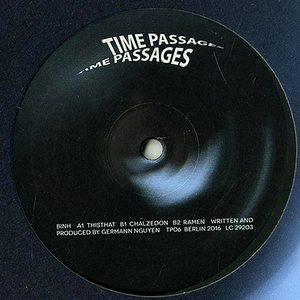 TIME PASSAGES
TIME PASSAGES
BINH A1 THISTHAT B1 CHALZEDON B2 RAMEN WRITTEN AND
PRODUCED BY GERMANN NGUYEN TP06 BERLIN 2016 LC 29203